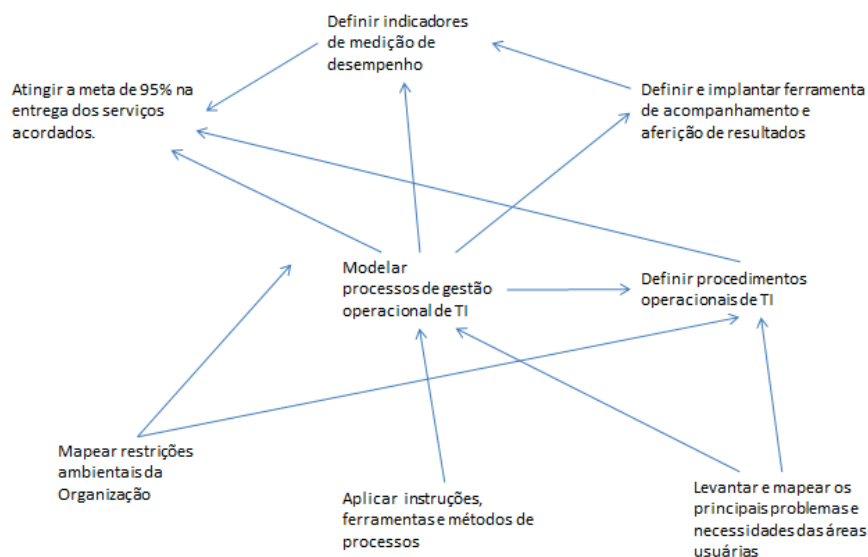 Definir indicadores
de medição de
desempenho
Atingir a meta de 95% na
entrega dos serviços
acordados.
Definir e implantar ferramenta
de acompanhamento e
aferição de resultados
Modelar
processos de gestão
operacional de TI
Definir procedimentos
operacionais de TI
Mapear restrições
ambientais da
Organização
Aplicar instruções,
ferramentas e métodos de
processos
Levantar e mapear os
principais problemas e
necessidades das áreas
usuárias